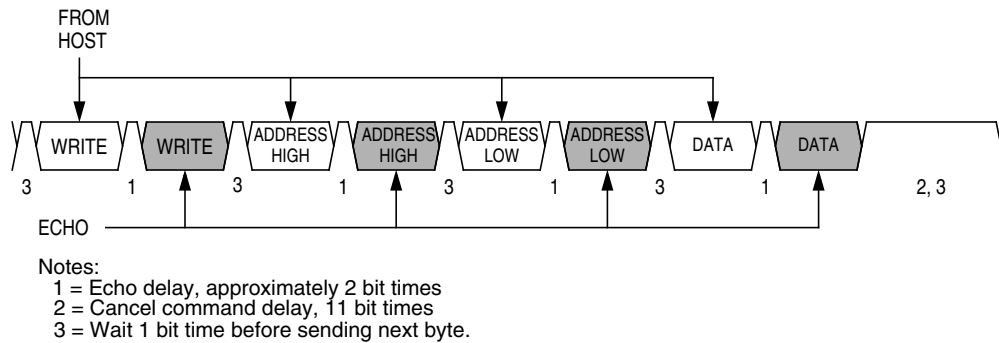 FROM
HOST
WRITE WRITE ADDRESS HIGH ADDRESS HIGH ADDRESS LOW ADDRESS LOW DATA DATA
3 1 3 1 3 1 3 1 2, 3
ECHO
Notes:
1 = Echo delay, approximately 2 bit times
2 = Cancel command delay, 11 bit times
3 = Wait 1 bit time before sending next byte.